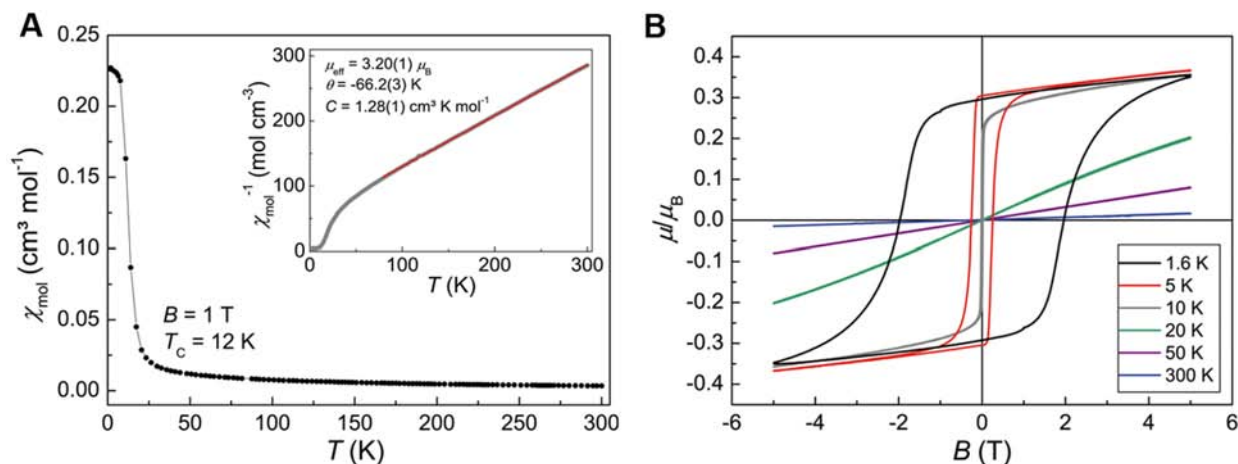 A
B
0.25
0.20
0.15
0.10
0.05
0.00
χmol (cm³ mol⁻¹)
0 50 100 150 200 250 300
T (K)
B = 1 T
TC = 12 K
300
200
100
0
χmol⁻¹ (mol cm⁻³)
μeff = 3.20(1) μB
θ = -66.2(3) K
C = 1.28(1) cm³ K mol⁻¹
0 100 200 300
T (K)
0.4
0.3
0.2
0.1
0.0
-0.1
-0.2
-0.3
-0.4
μ/μB
-6 -4 -2 0 2 4 6
B (T)
1.6 K
5 K
10 K
20 K
50 K
300 K